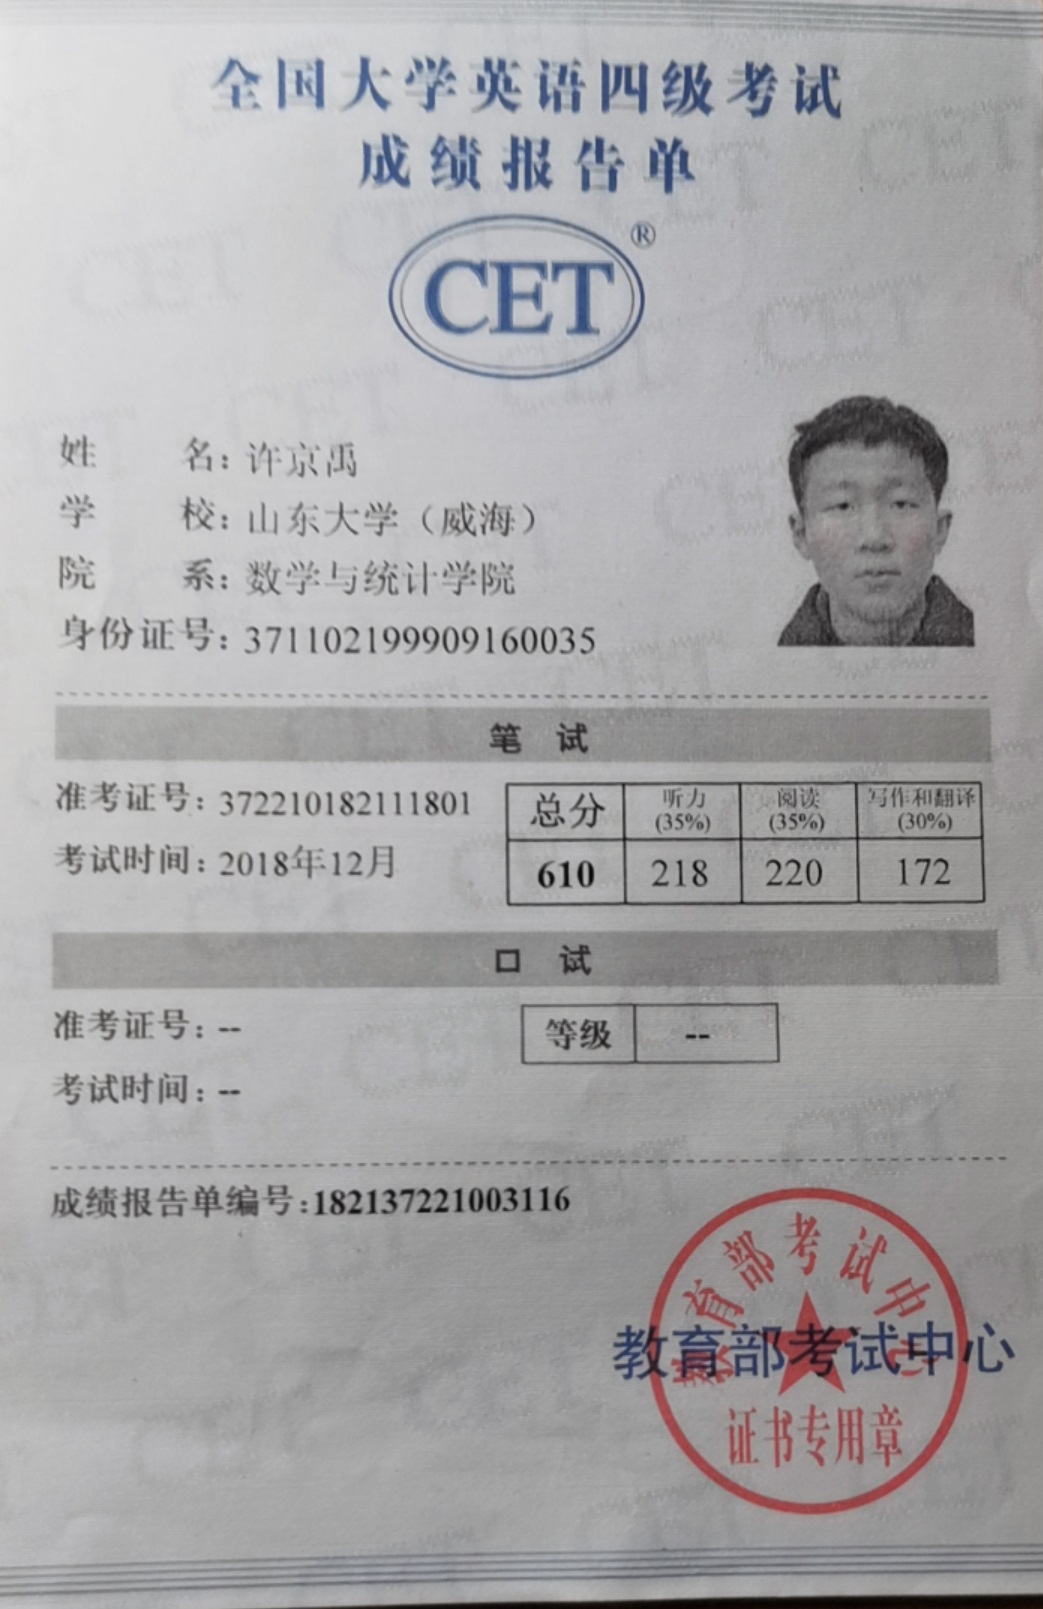 全国大学英语四级考试
成绩报告单
CET®
姓 名：许京禹
学 校：山东大学（威海）
院 系：数学与统计学院
身份证号：371102199909160035
笔 试
准考证号：372210182111801
考试时间：2018年12月
总分 听力 (35%) 阅读 (35%) 写作和翻译 (30%)
610 218 220 172
口 试
准考证号：--
考试时间：--
等级 --
成绩报告单编号：182137221003116
教育部考试中心
教育部考试中心
证书专用章